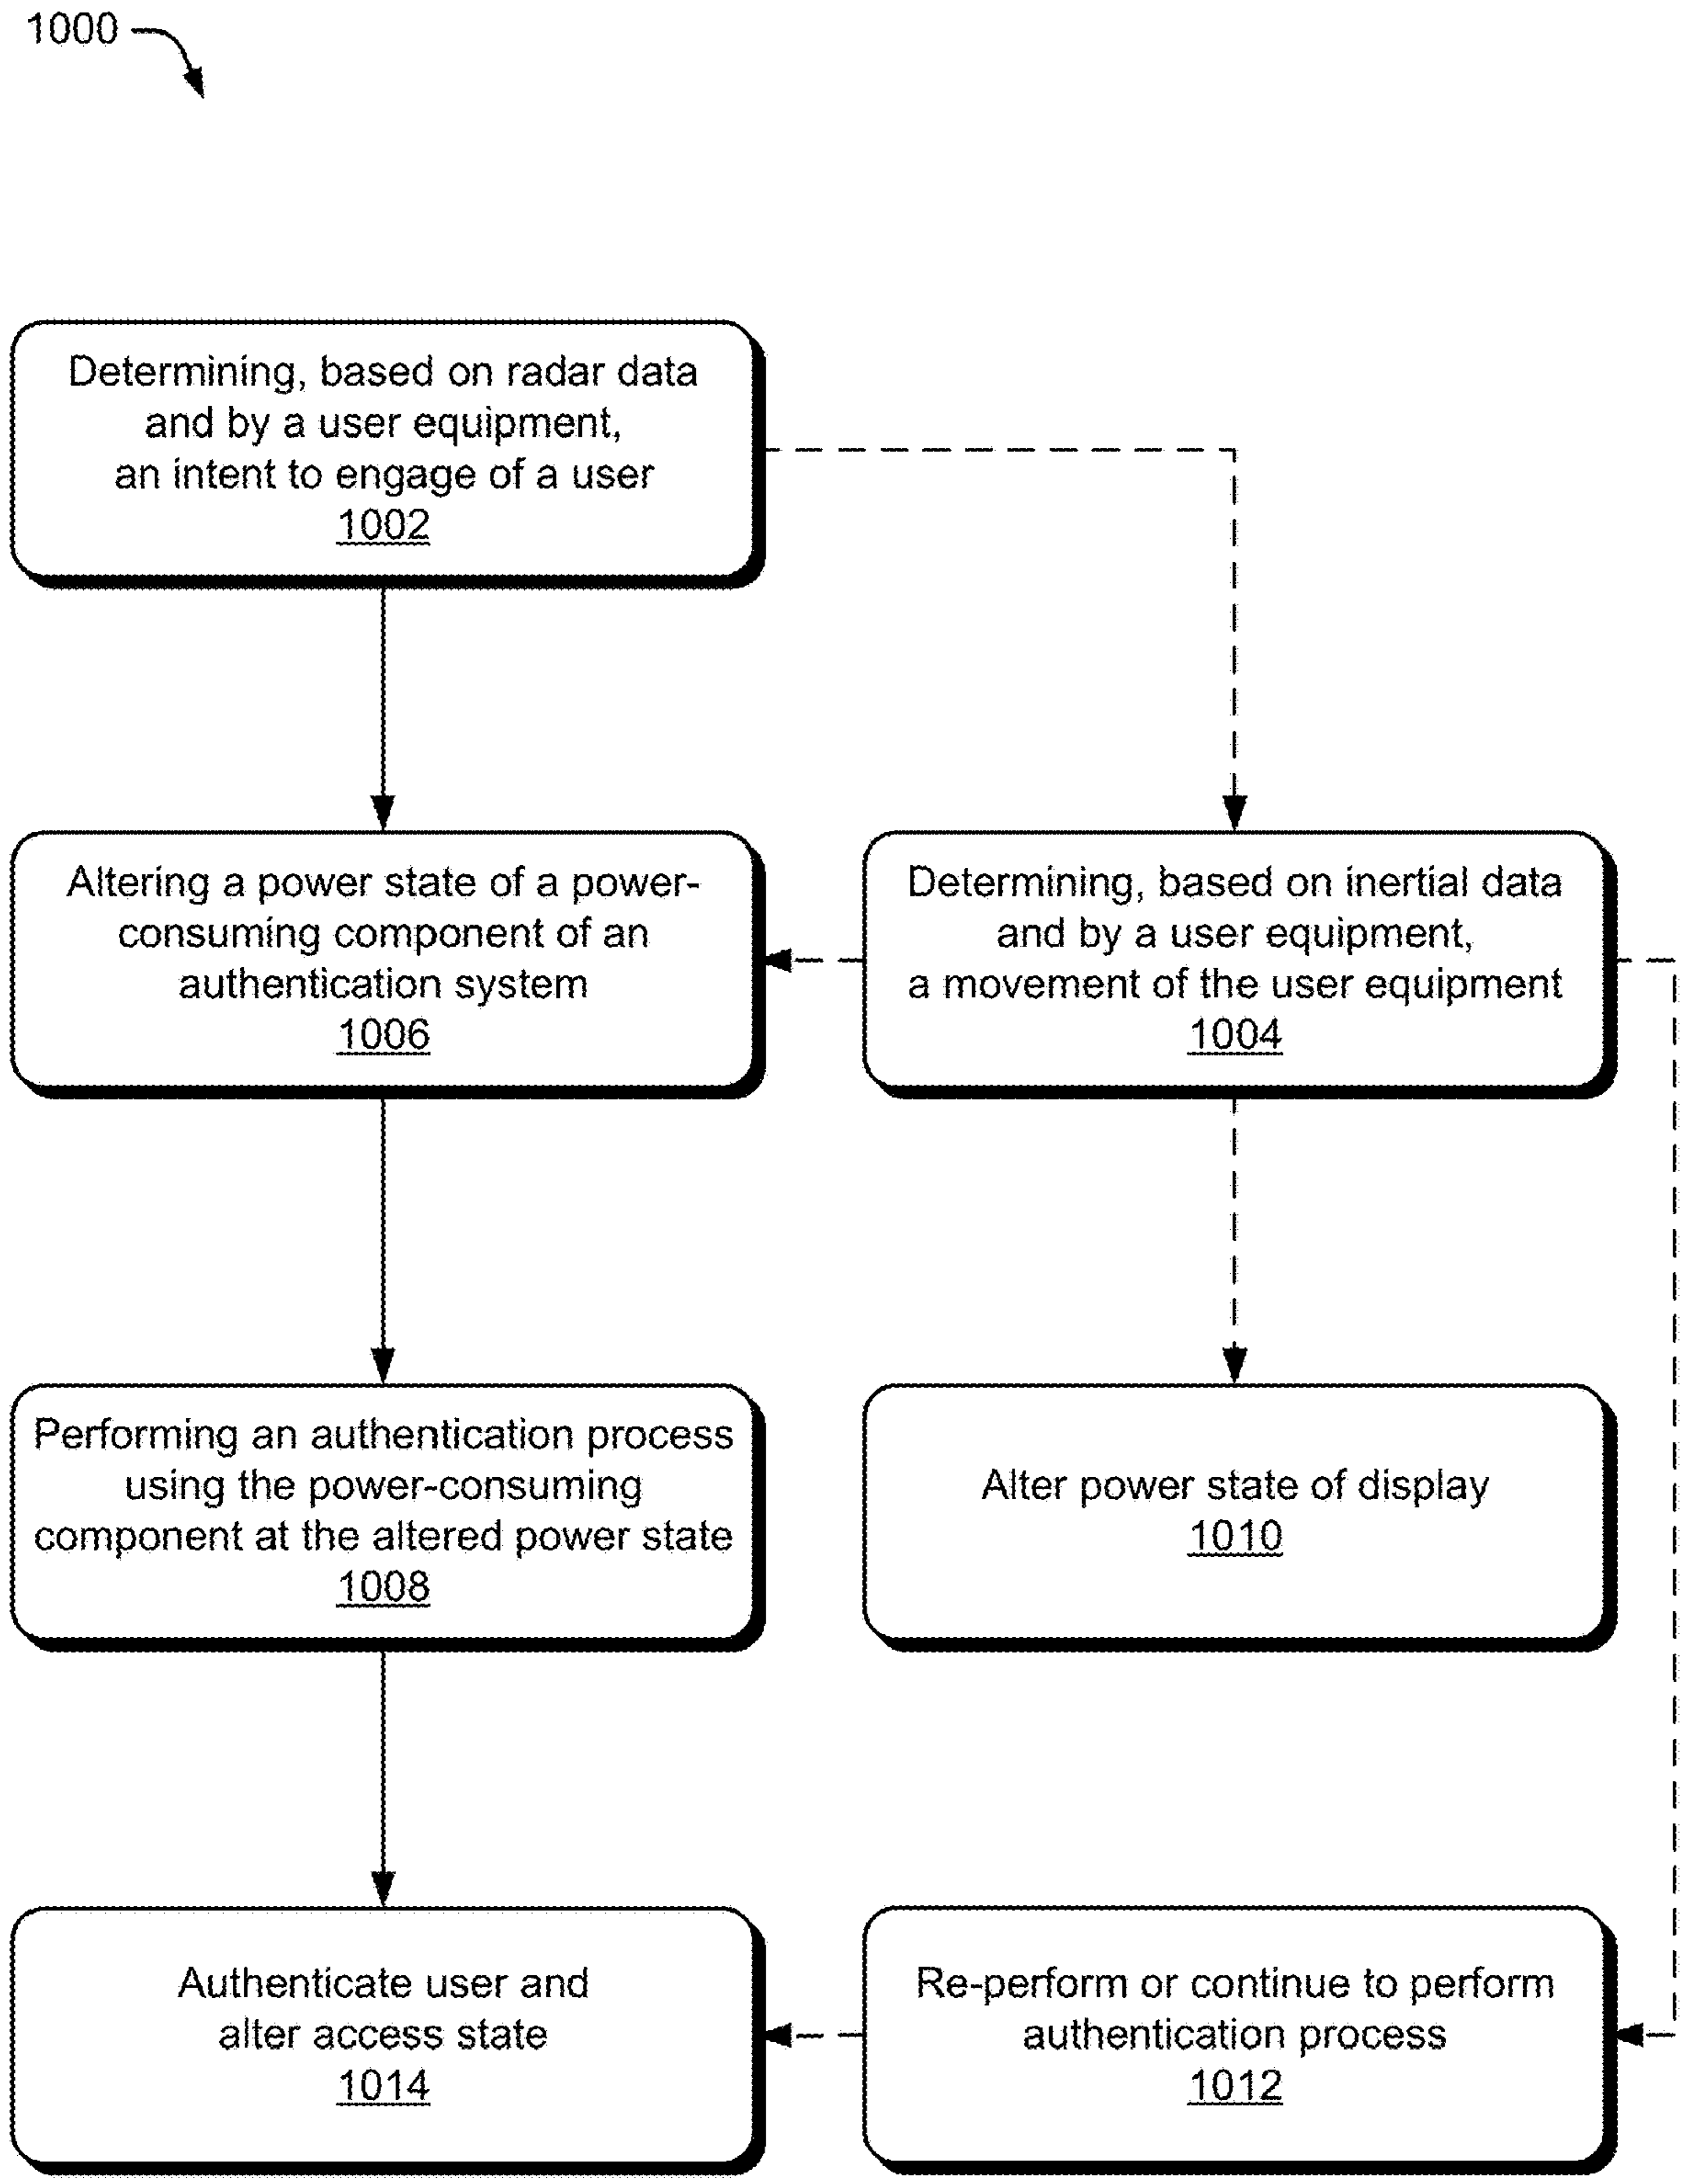 1000
Determining, based on radar data
and by a user equipment,
an intent to engage of a user
1002
Altering a power state of a power-
consuming component of an
authentication system
1006
Determining, based on inertial data
and by a user equipment,
a movement of the user equipment
1004
Performing an authentication process
using the power-consuming
component at the altered power state
1008
Alter power state of display
1010
Authenticate user and
alter access state
1014
Re-perform or continue to perform
authentication process
1012